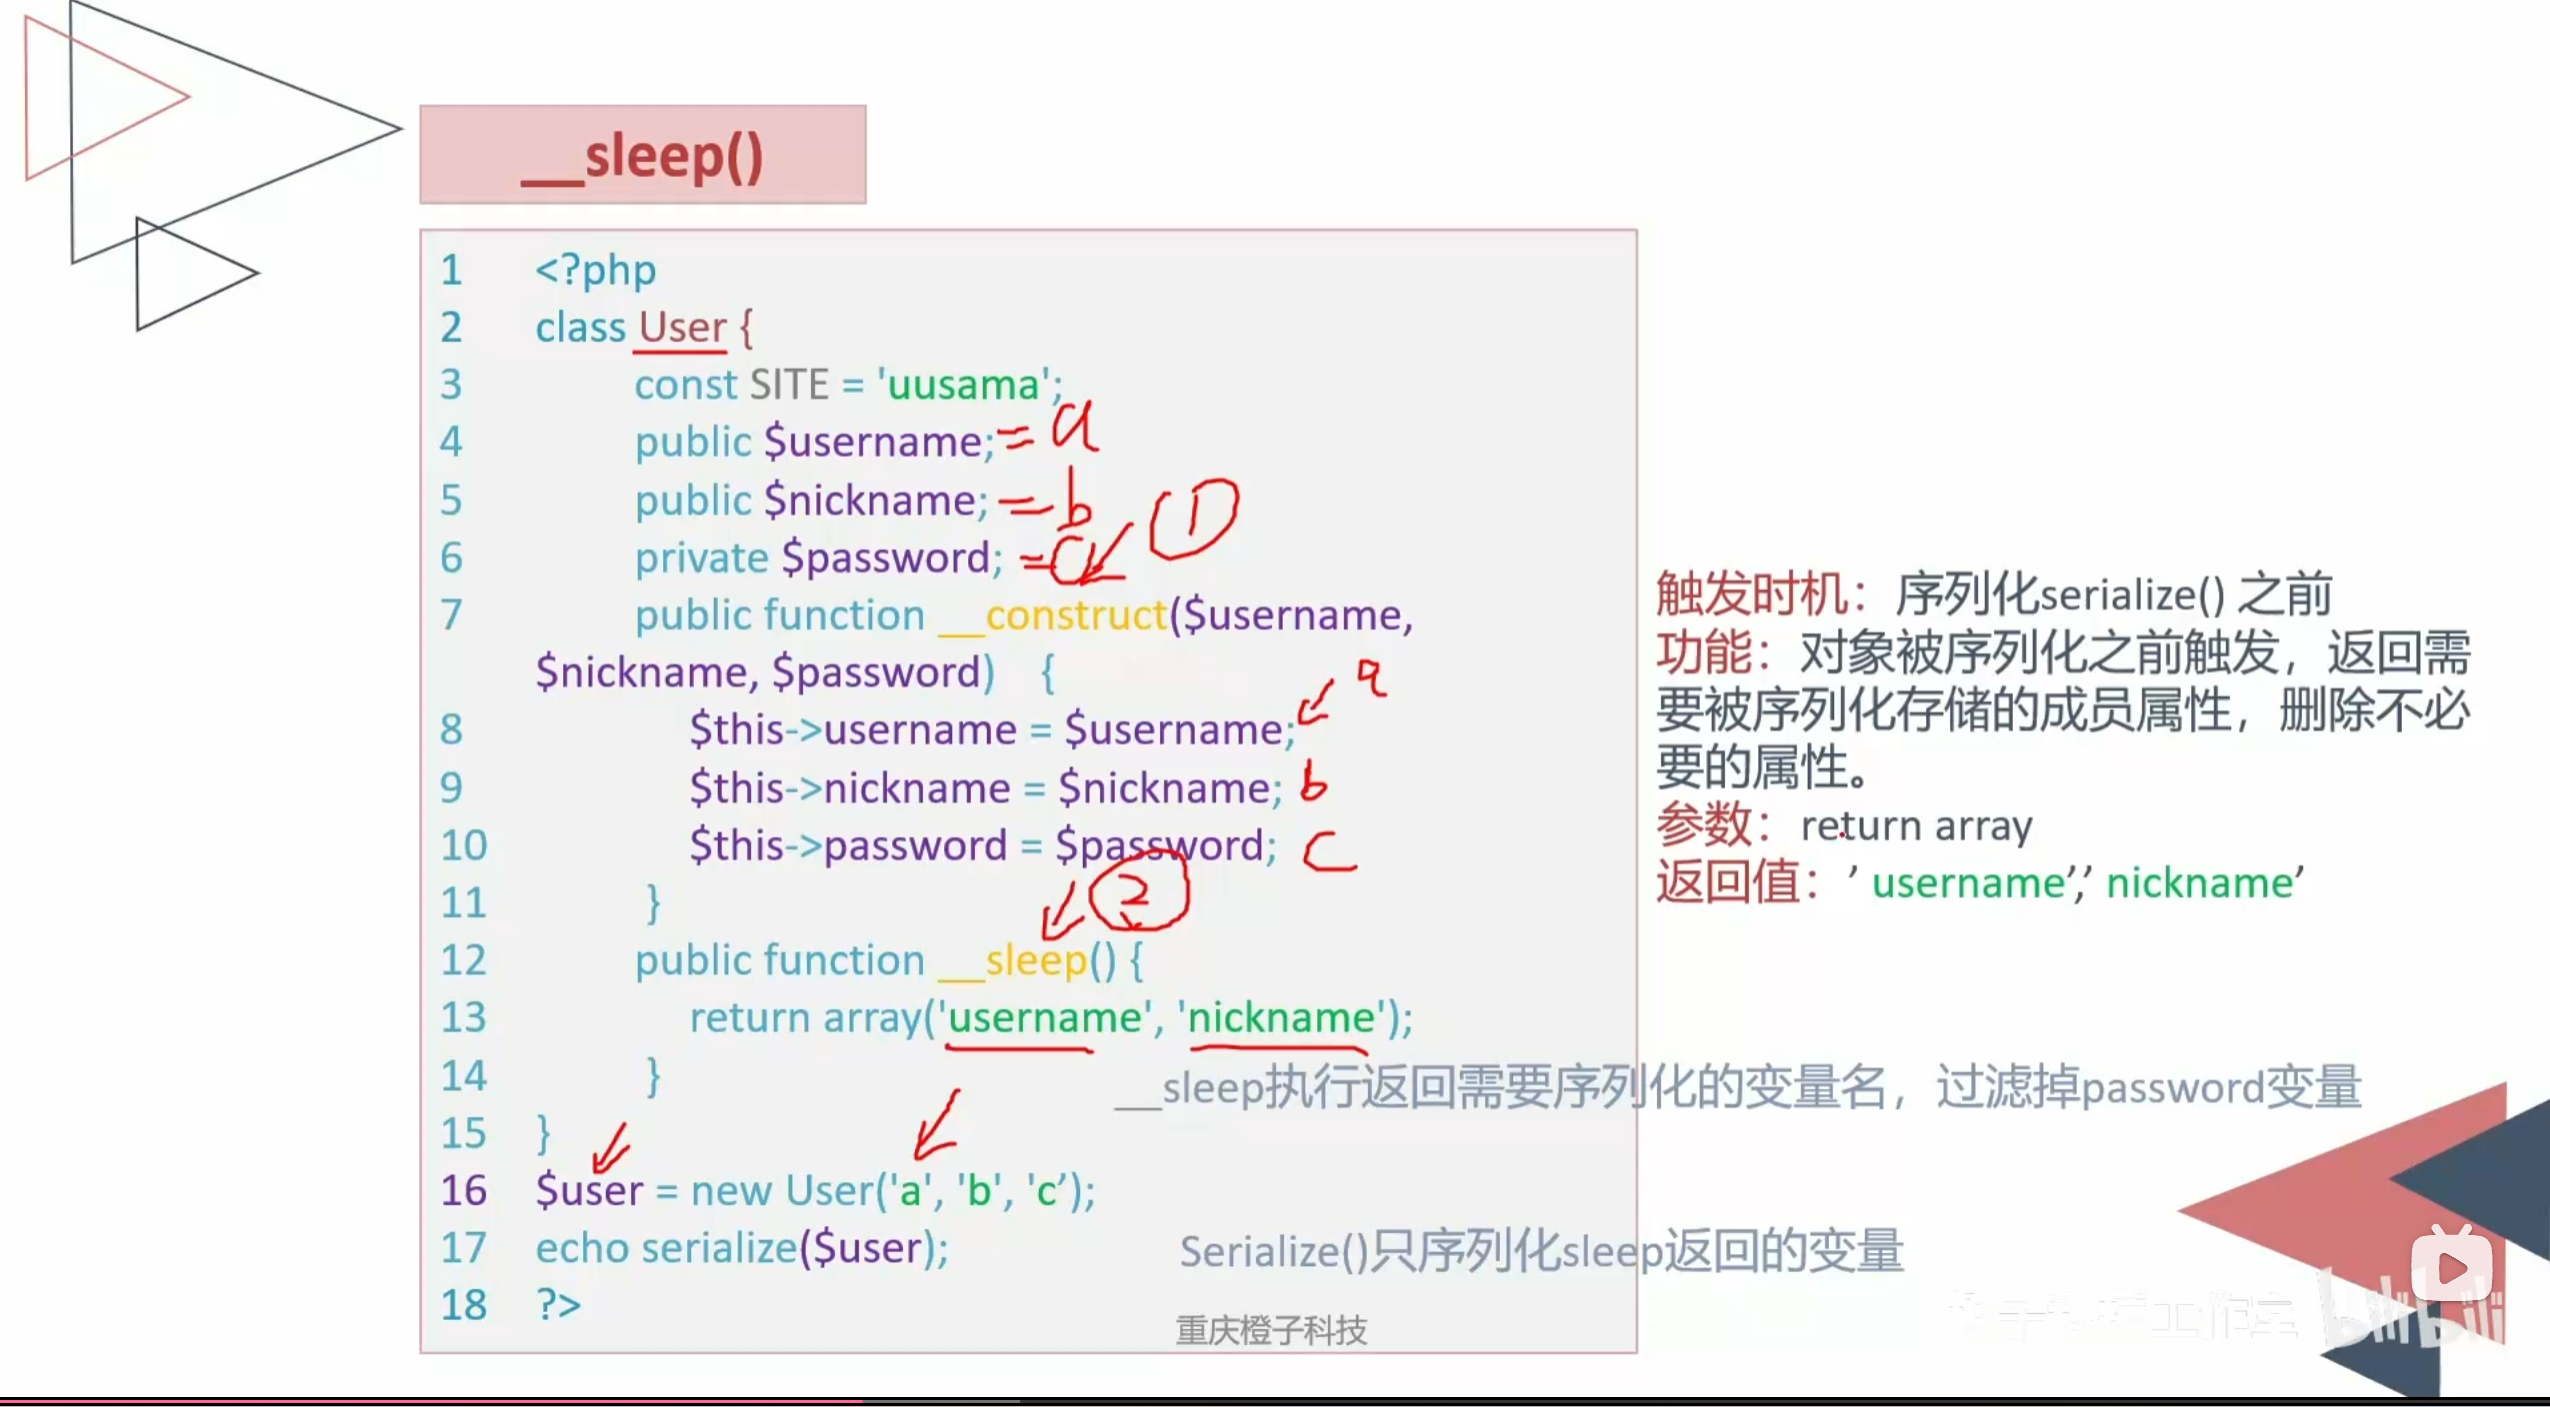 __sleep()
1 <?php
2 class User {
3 const SITE = 'uusama';
4 public $username; = a
5 public $nickname; = b
①
6 private $password; = c
7 public function __construct($username,
$nickname, $password) {
a
8 $this->username = $username;
9 $this->nickname = $nickname; b
10 $this->password = $password; c
11 }
②
12 public function __sleep() {
13 return array('username', 'nickname');
14 }
__sleep执行返回需要序列化的变量名，过滤掉password变量
15 }
16 $user = new User('a', 'b', 'c’);
17 echo serialize($user);
Serialize()只序列化sleep返回的变量
18 ?>
重庆橙子科技
触发时机：序列化serialize() 之前
功能：对象被序列化之前触发，返回需
要被序列化存储的成员属性，删除不必
要的属性。
参数：return array
返回值：’ username’,’ nickname’
bilibili